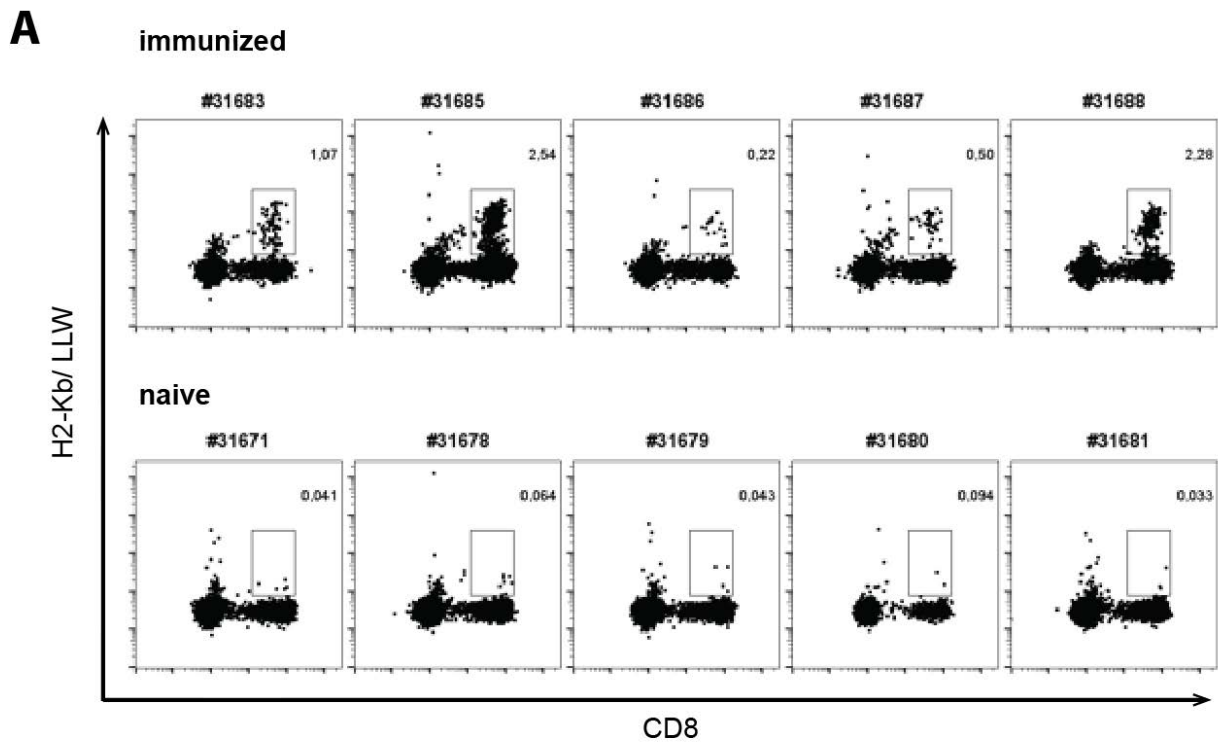 A
immunized
#31683 #31685 #31686 #31687 #31688
1,07 2,54 0,22 0,50 2,28
H2-Kb/ LLW
naive
#31671 #31678 #31679 #31680 #31681
0,041 0,064 0,043 0,094 0,033
CD8